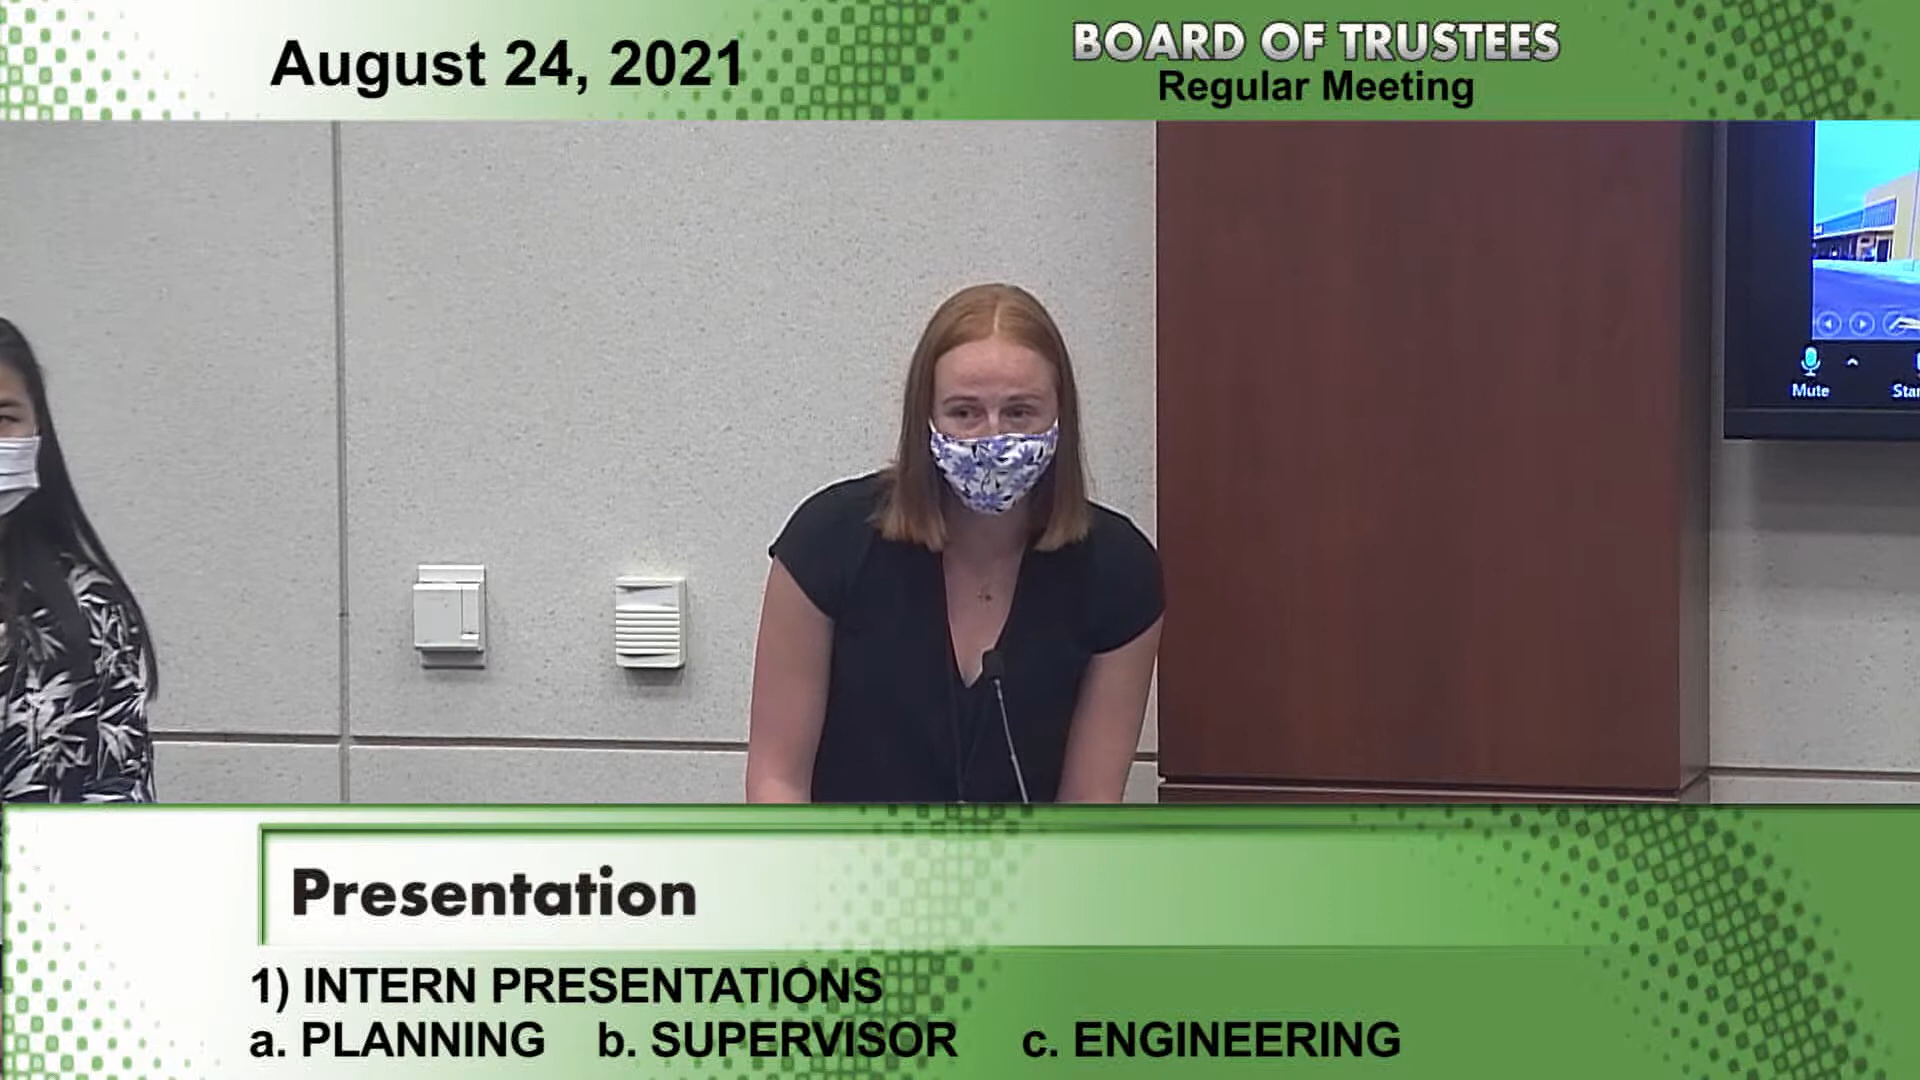 August 24, 2021
BOARD OF TRUSTEES
Regular Meeting
Mute
Presentation
1) INTERN PRESENTATIONS
a. PLANNING b. SUPERVISOR c. ENGINEERING